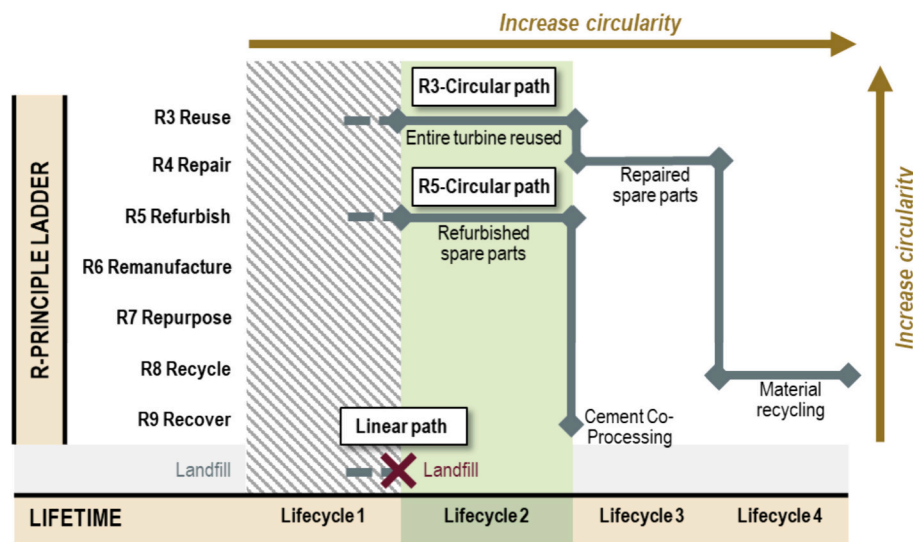 Increase circularity
R3-Circular path
R3 Reuse
Entire turbine reused
R4 Repair
Repaired
spare parts
R5-Circular path
R5 Refurbish
Refurbished
spare parts
R6 Remanufacture
R7 Repurpose
R8 Recycle
Material
recycling
R9 Recover
Cement Co-
Processing
Linear path
Landfill
Landfill
R-PRINCIPLE LADDER
Increase circularity
LIFETIME
Lifecycle 1
Lifecycle 2
Lifecycle 3
Lifecycle 4